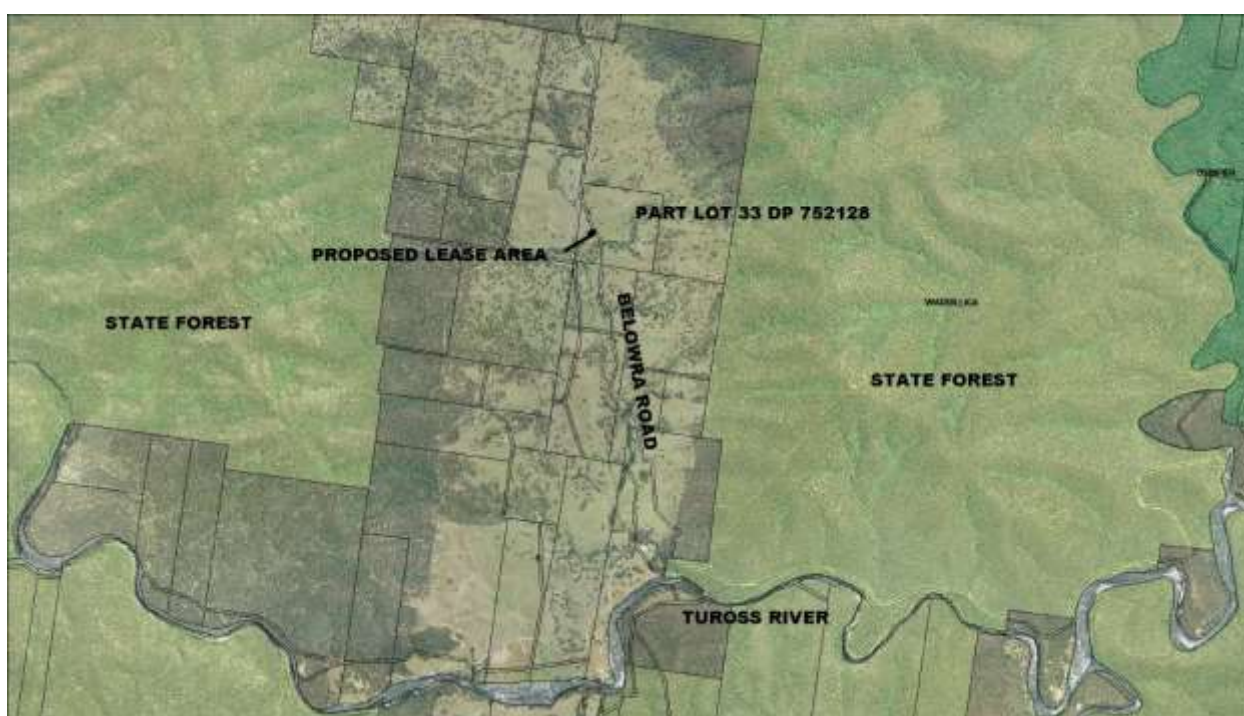 PART LOT 33 DP 752128
PROPOSED LEASE AREA
STATE FOREST
BELOWRA ROAD
STATE FOREST
TUROSS RIVER